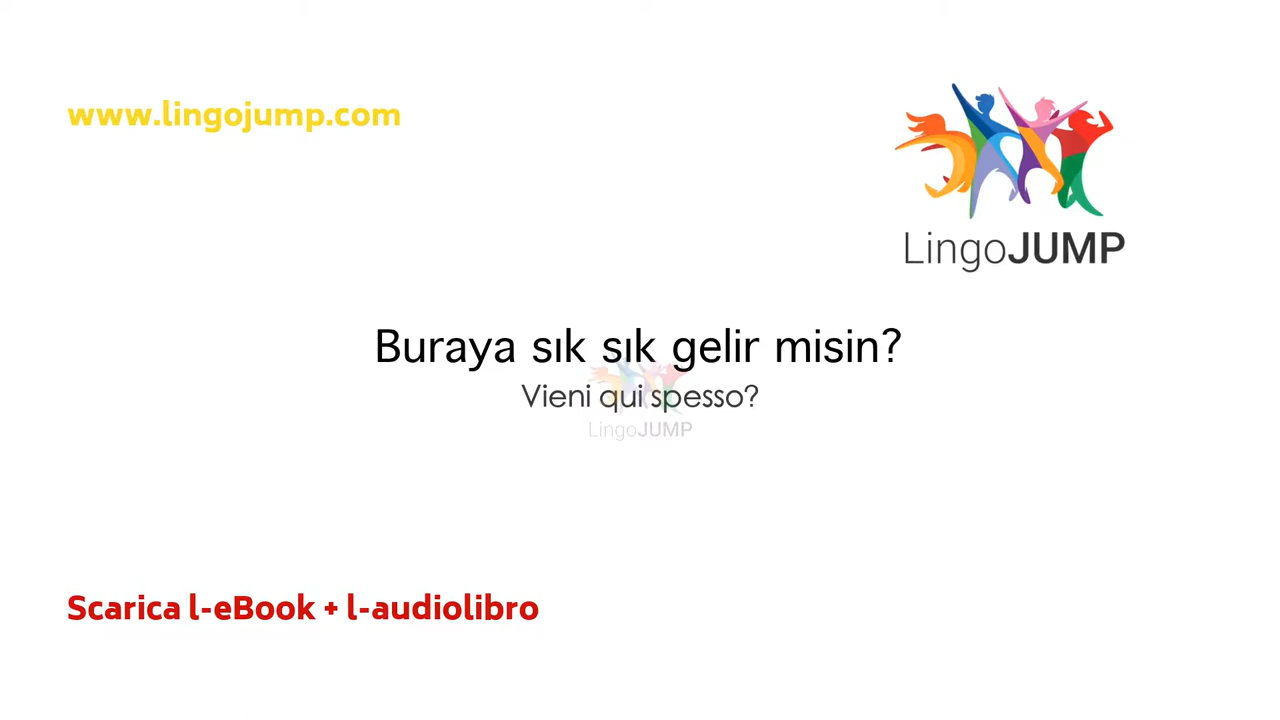 www.lingojump.com
LingoJUMP
Buraya sık sık gelir misin?
Vieni qui spesso?
LingoJUMP
Scarica l-eBook + l-audiolibro